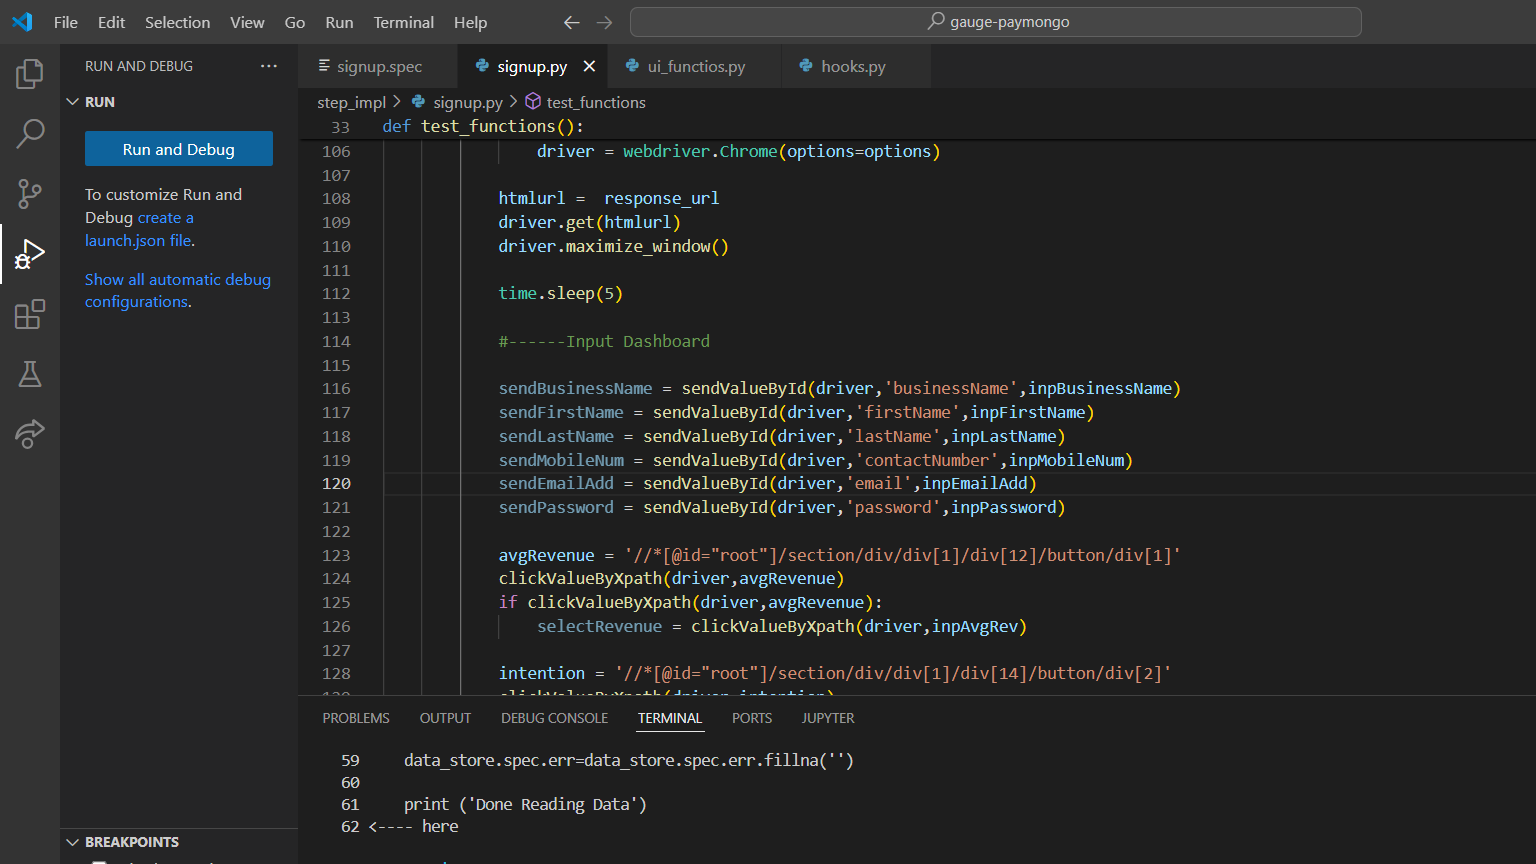 File Edit Selection View Go Run Terminal Help
gauge-paymongo
RUN AND DEBUG
RUN
Run and Debug
To customize Run and
Debug create a
launch.json file.
Show all automatic debug
configurations.
BREAKPOINTS
signup.spec signup.py ui_functios.py hooks.py
step_impl > signup.py > test_functions
33 def test_functions():
106 driver = webdriver.Chrome(options=options)
107
108 htmlurl =  response_url
109 driver.get(htmlurl)
110 driver.maximize_window()
111
112 time.sleep(5)
113
114 #------Input Dashboard
115
116 sendBusinessName = sendValueById(driver,'businessName',inpBusinessName)
117 sendFirstName = sendValueById(driver,'firstName',inpFirstName)
118 sendLastName = sendValueById(driver,'lastName',inpLastName)
119 sendMobileNum = sendValueById(driver,'contactNumber',inpMobileNum)
120 sendEmailAdd = sendValueById(driver,'email',inpEmailAdd)
121 sendPassword = sendValueById(driver,'password',inpPassword)
122
123 avgRevenue = '//*[@id="root"]/section/div/div[1]/div[12]/button/div[1]'
124 clickValueByXpath(driver,avgRevenue)
125 if clickValueByXpath(driver,avgRevenue):
126 selectRevenue = clickValueByXpath(driver,inpAvgRev)
127
128 intention = '//*[@id="root"]/section/div/div[1]/div[14]/button/div[2]'
129 clickValueByXpath(driver,intention)
PROBLEMS OUTPUT DEBUG CONSOLE TERMINAL PORTS JUPYTER
59 data_store.spec.err=data_store.spec.err.fillna('')
60
61 print ('Done Reading Data')
62 <---- here